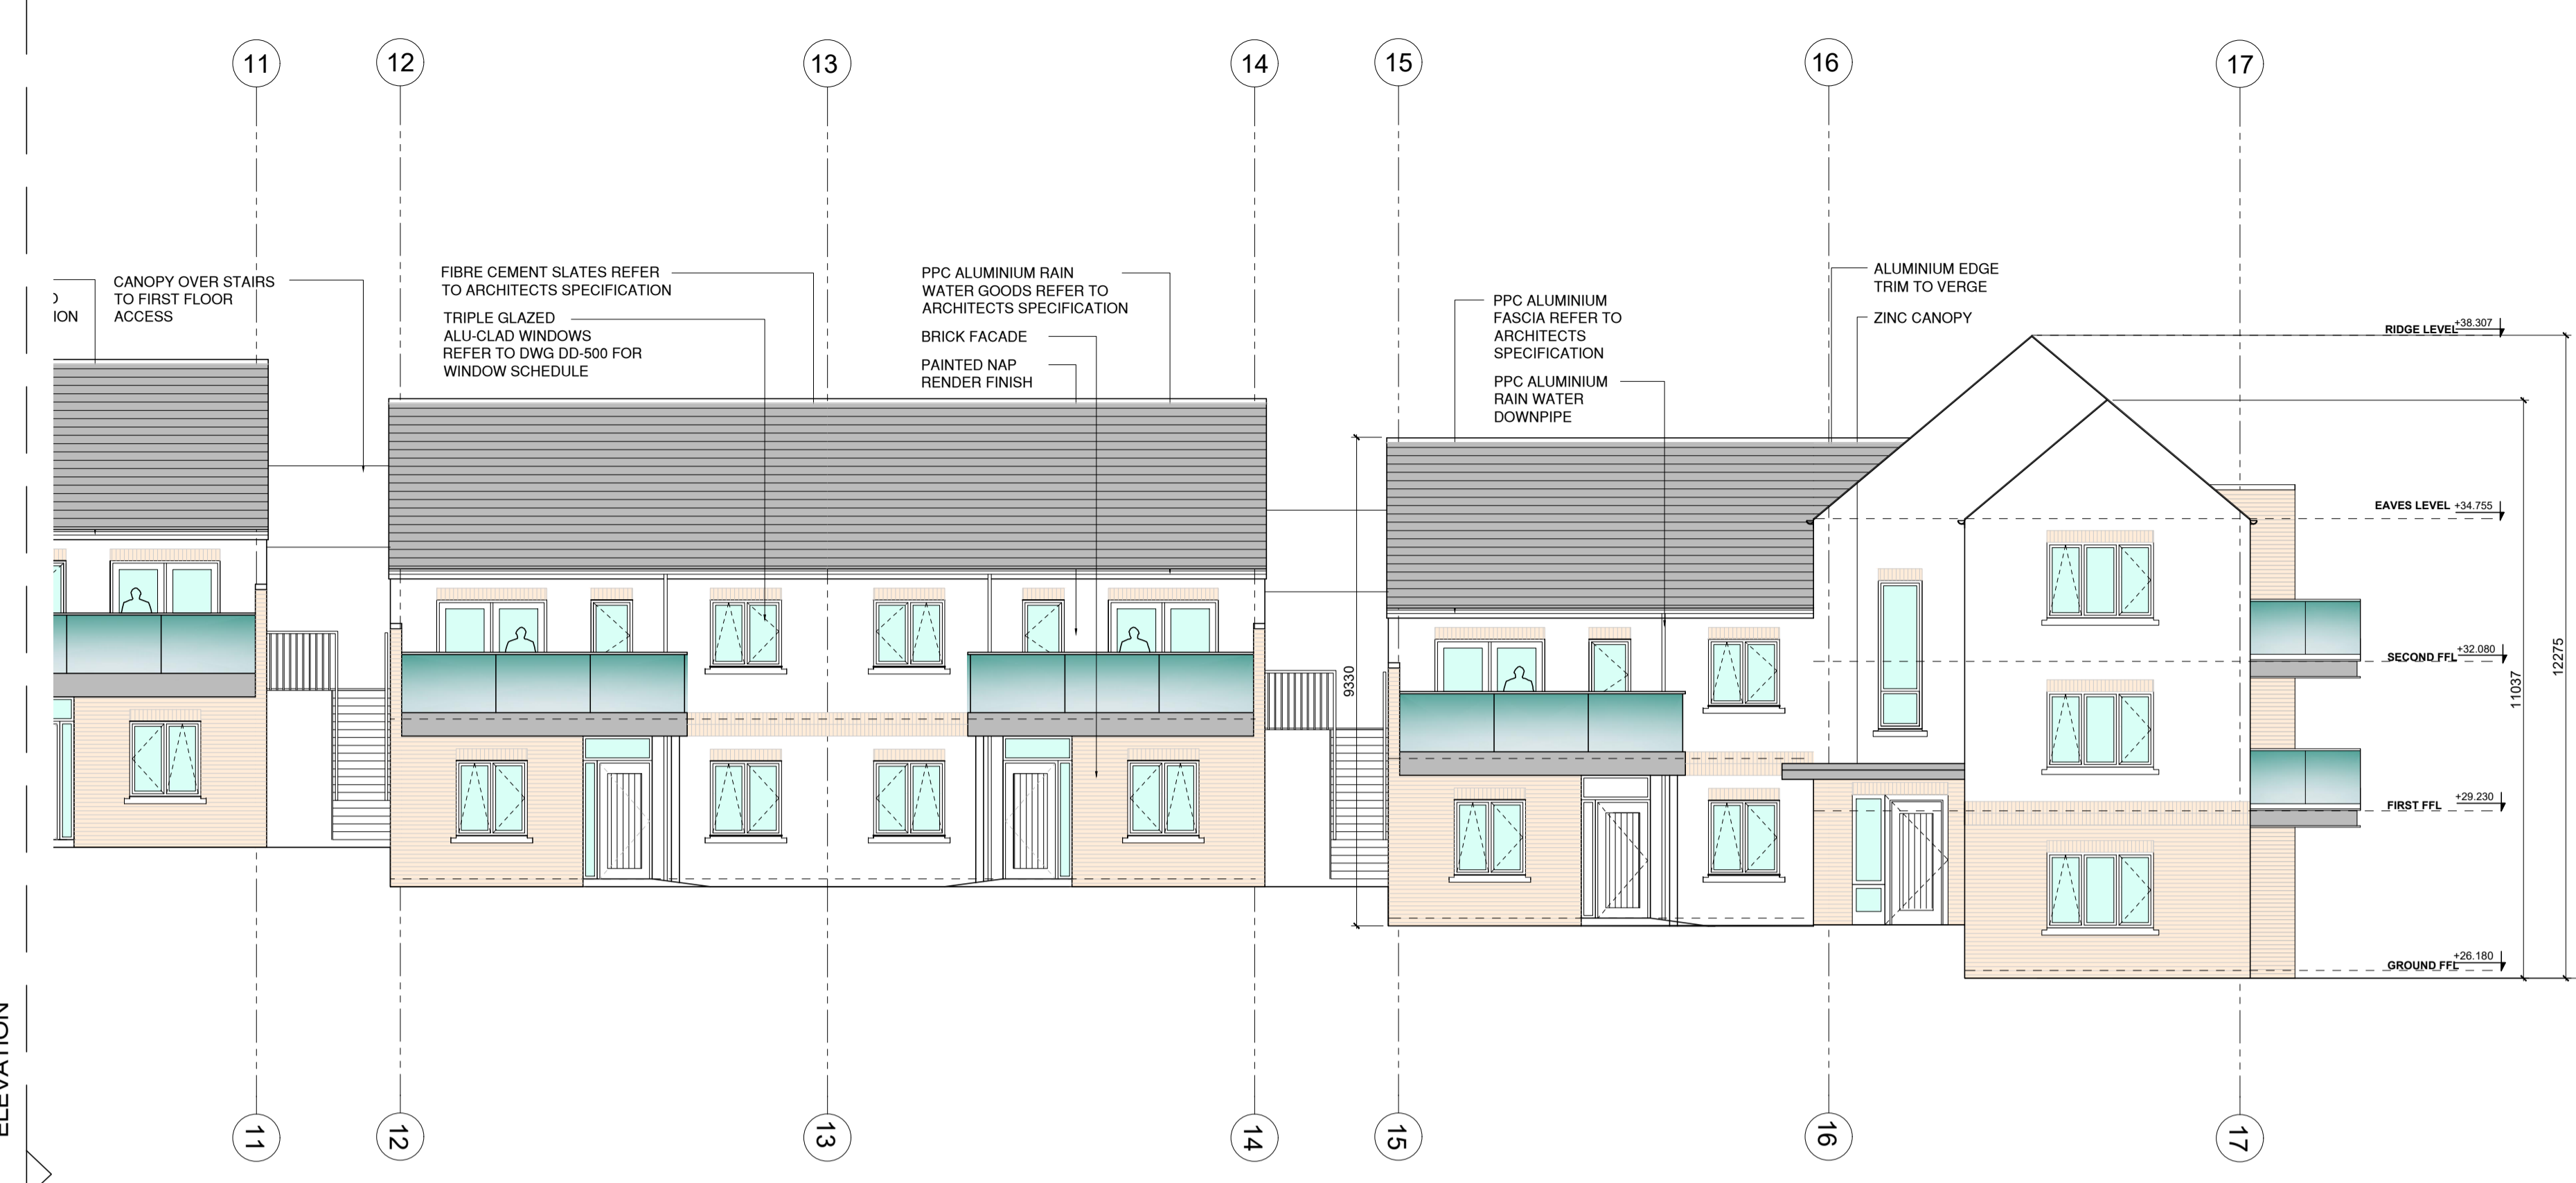 11
12
13
14
15
16
17
ION
CANOPY OVER STAIRS
TO FIRST FLOOR
ACCESS
FIBRE CEMENT SLATES REFER
TO ARCHITECTS SPECIFICATION
TRIPLE GLAZED
ALU-CLAD WINDOWS
REFER TO DWG DD-500 FOR
WINDOW SCHEDULE
PPC ALUMINIUM RAIN
WATER GOODS REFER TO
ARCHITECTS SPECIFICATION
BRICK FACADE
PAINTED NAP
RENDER FINISH
PPC ALUMINIUM
FASCIA REFER TO
ARCHITECTS
SPECIFICATION
PPC ALUMINIUM
RAIN WATER
DOWNPIPE
ALUMINIUM EDGE
TRIM TO VERGE
ZINC CANOPY
RIDGE LEVEL +38.307
EAVES LEVEL +34.755
SECOND FFL +32.080
FIRST FFL +29.230
GROUND FFL +26.180
9330
11037
12275
ELEVATION
11
12
13
14
15
16
17